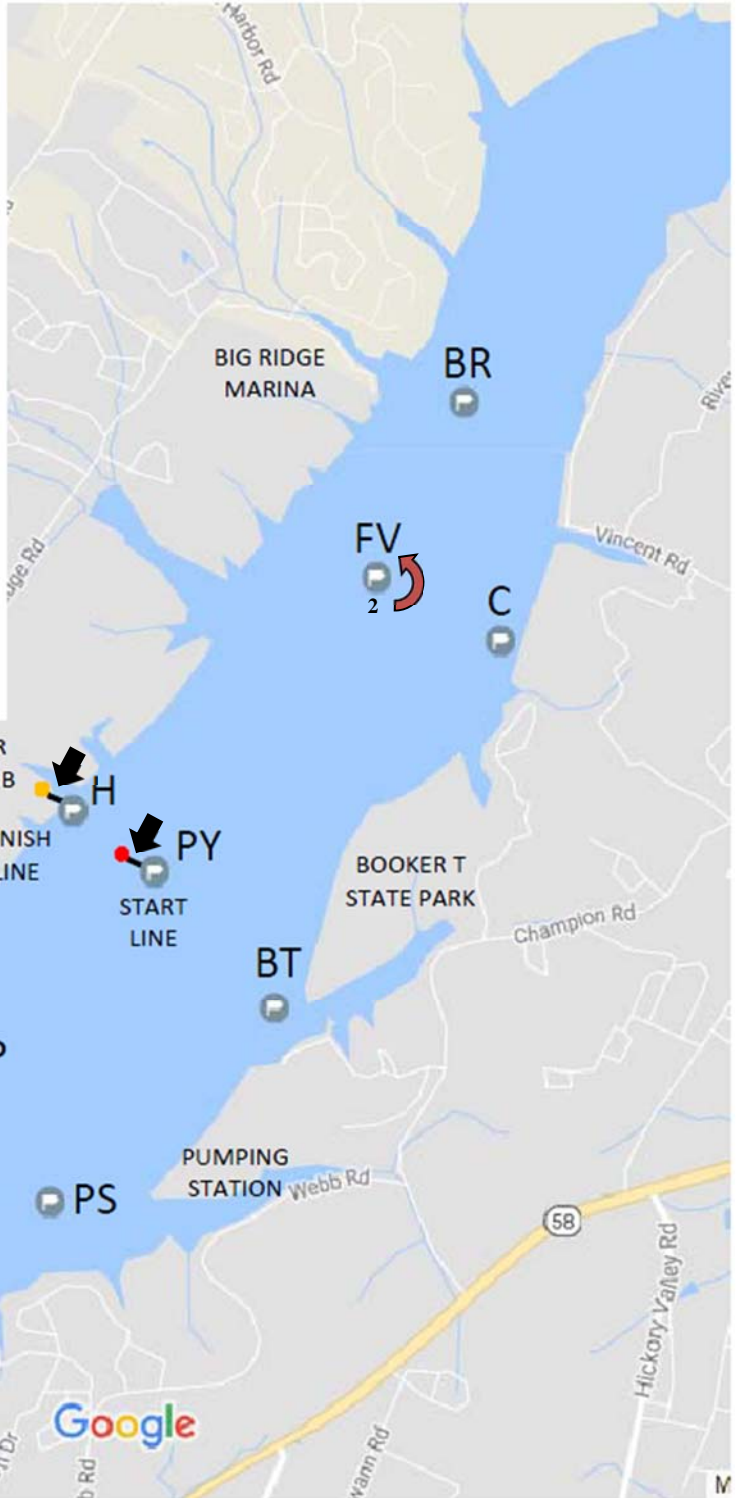 Harbor Rd
BIG RIDGE
MARINA
BR
FV
2
C
Vincent Rd
H
PY
START
LINE
BOOKER T
STATE PARK
Champion Rd
BT
PUMPING
STATION
Webb Rd
PS
58
Hickory Valley Rd
Google
Rd